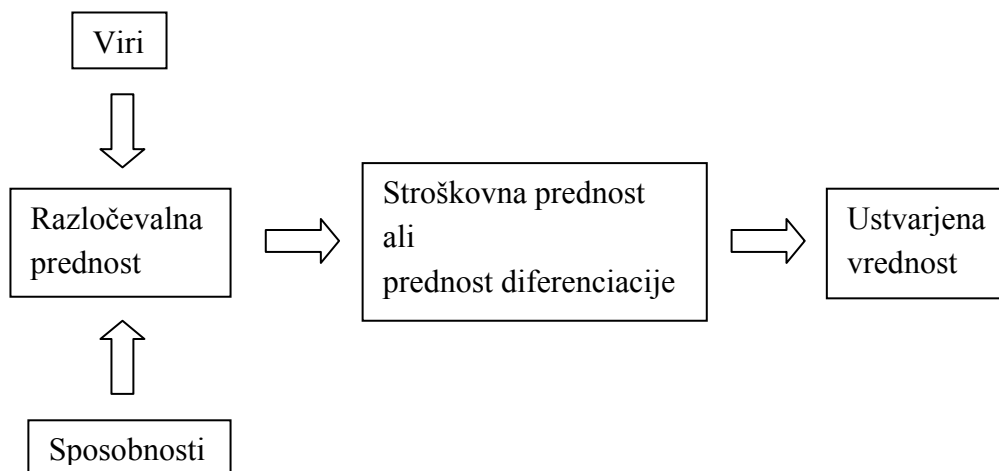 Viri
Razločevalna
prednost
Stroškovna prednost
ali
prednost diferenciacije
Ustvarjena
vrednost
Sposobnosti